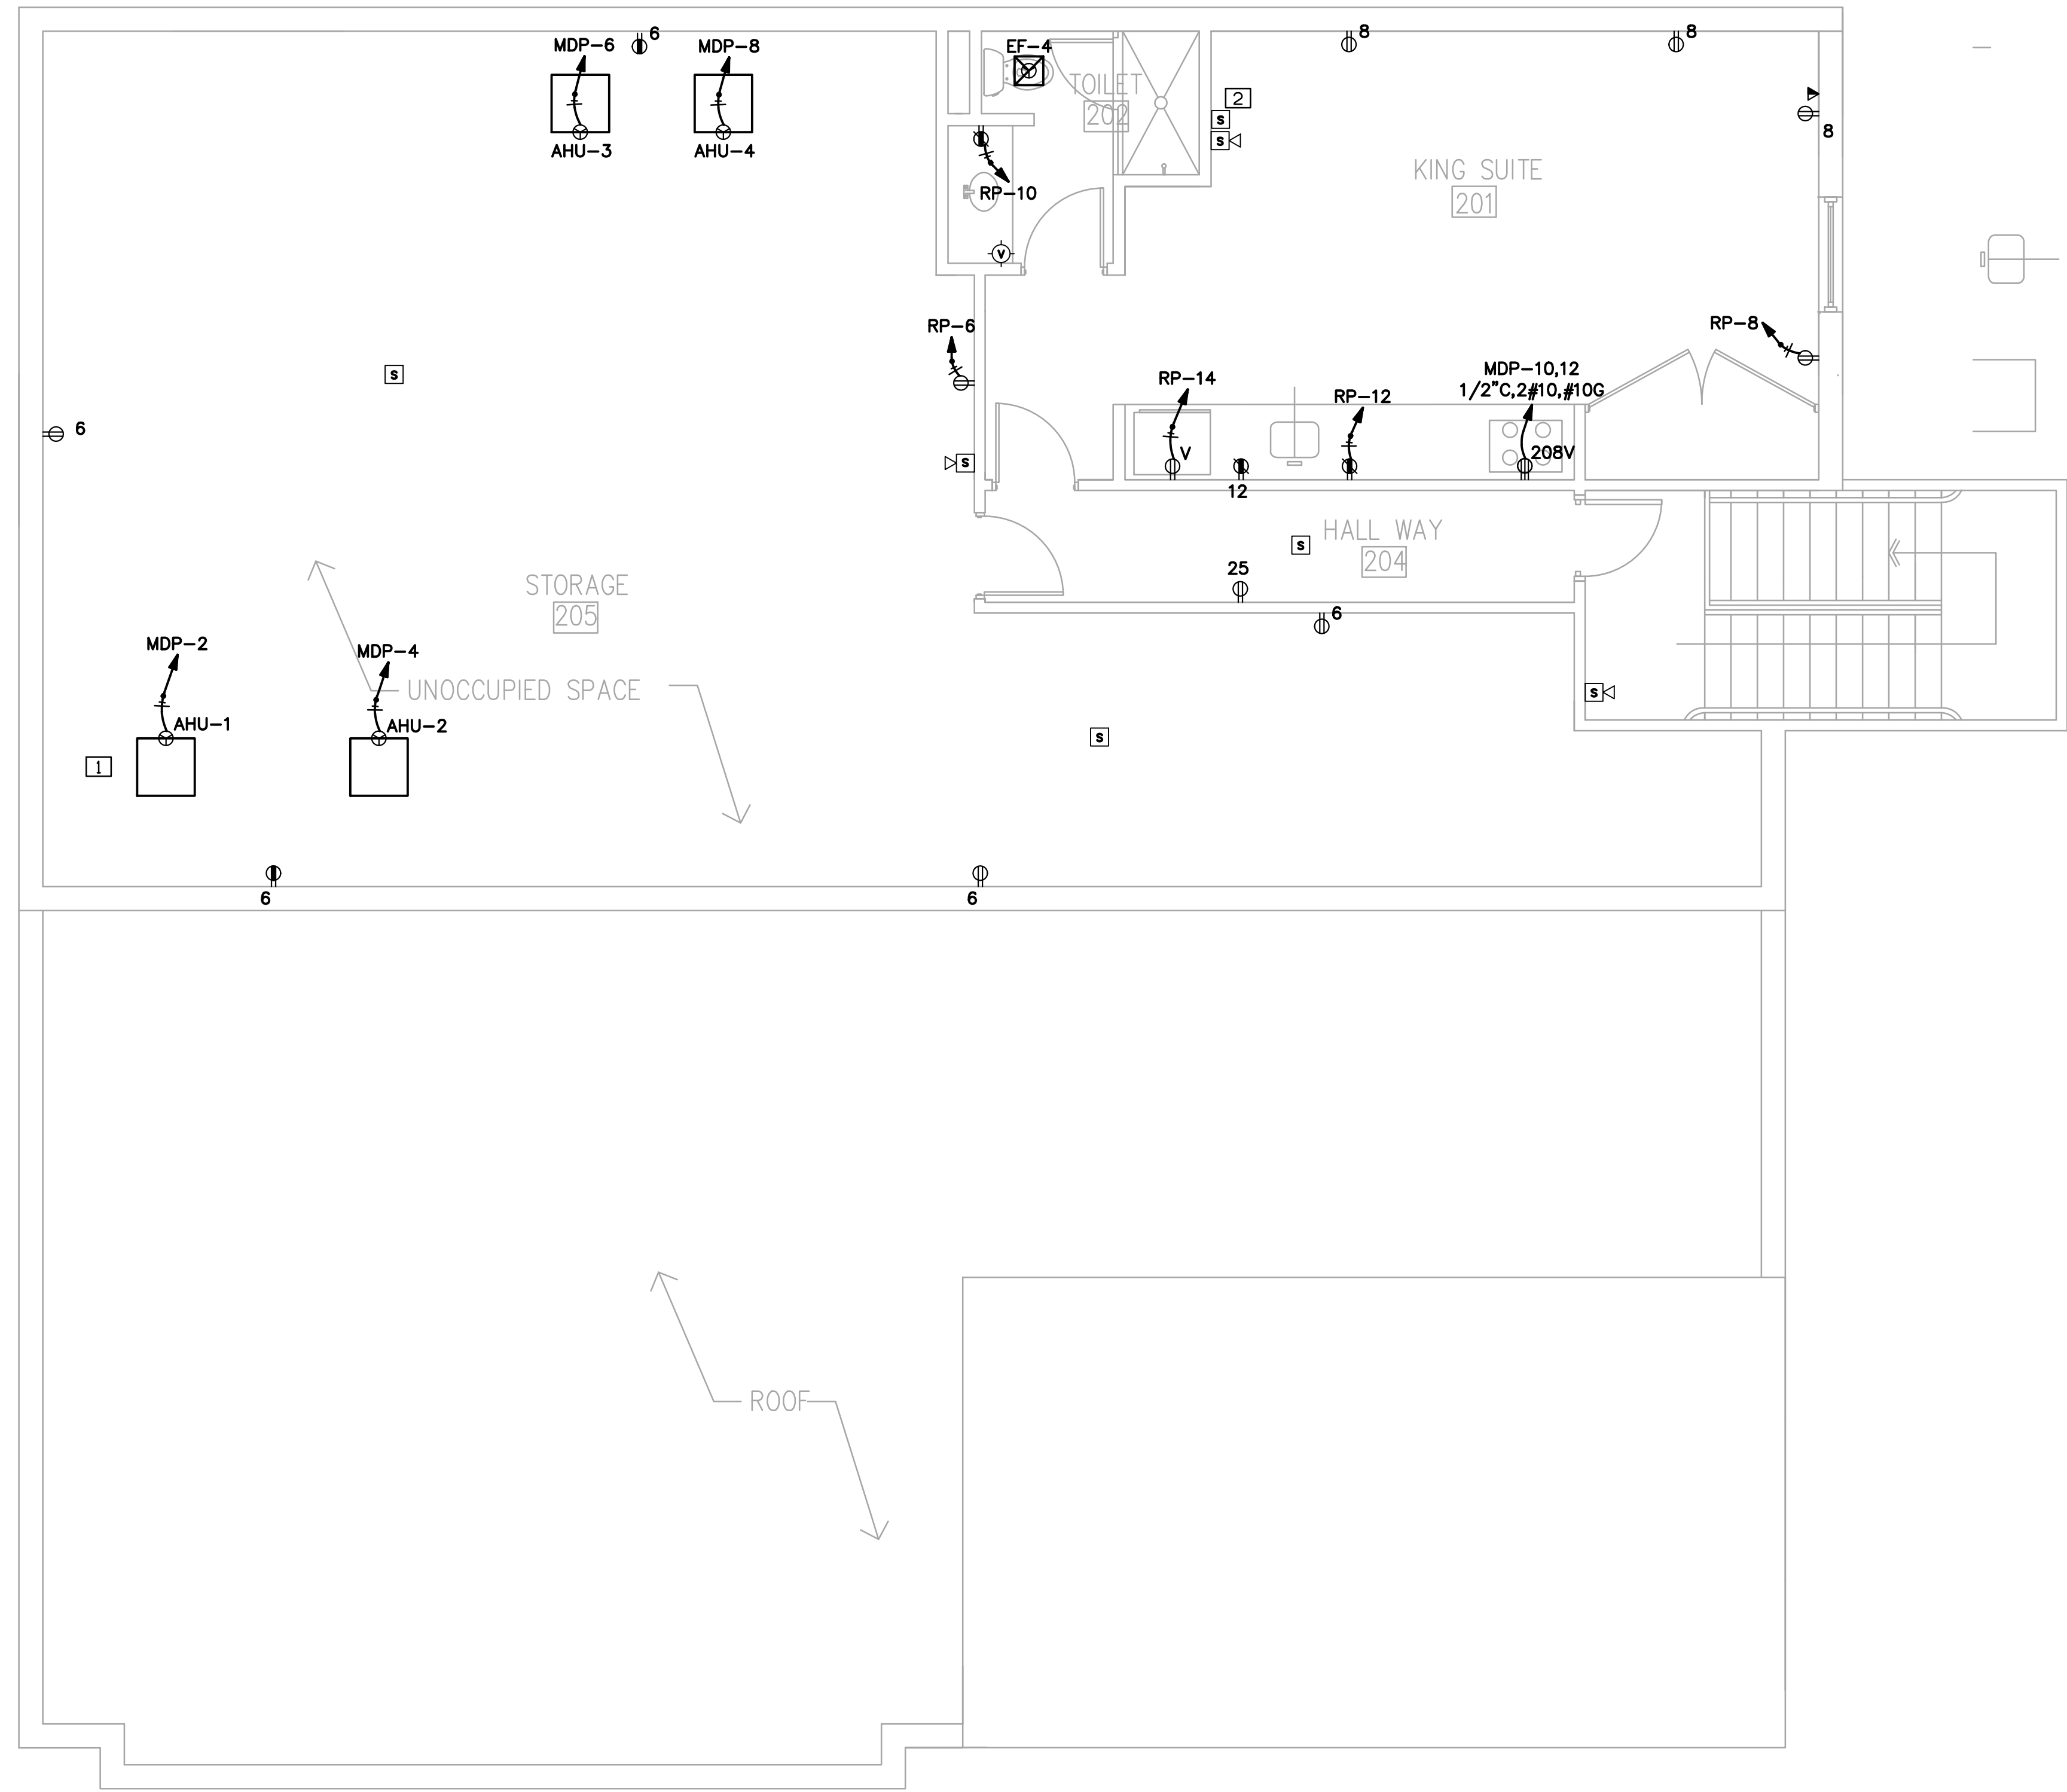 6
8
8
MDP-6
MDP-8
EF-4
TOILET
202
2
S
S
8
AHU-3
AHU-4
KING SUITE
201
RP-10
V
RP-6
RP-8
S
RP-14
MDP-10,12
1/2"C,2#10,#10G
RP-12
6
V
208V
S
12
HALL WAY
204
S
25
STORAGE
205
6
MDP-2
MDP-4
UNOCCUPIED SPACE
S
AHU-1
AHU-2
S
1
6
6
ROOF